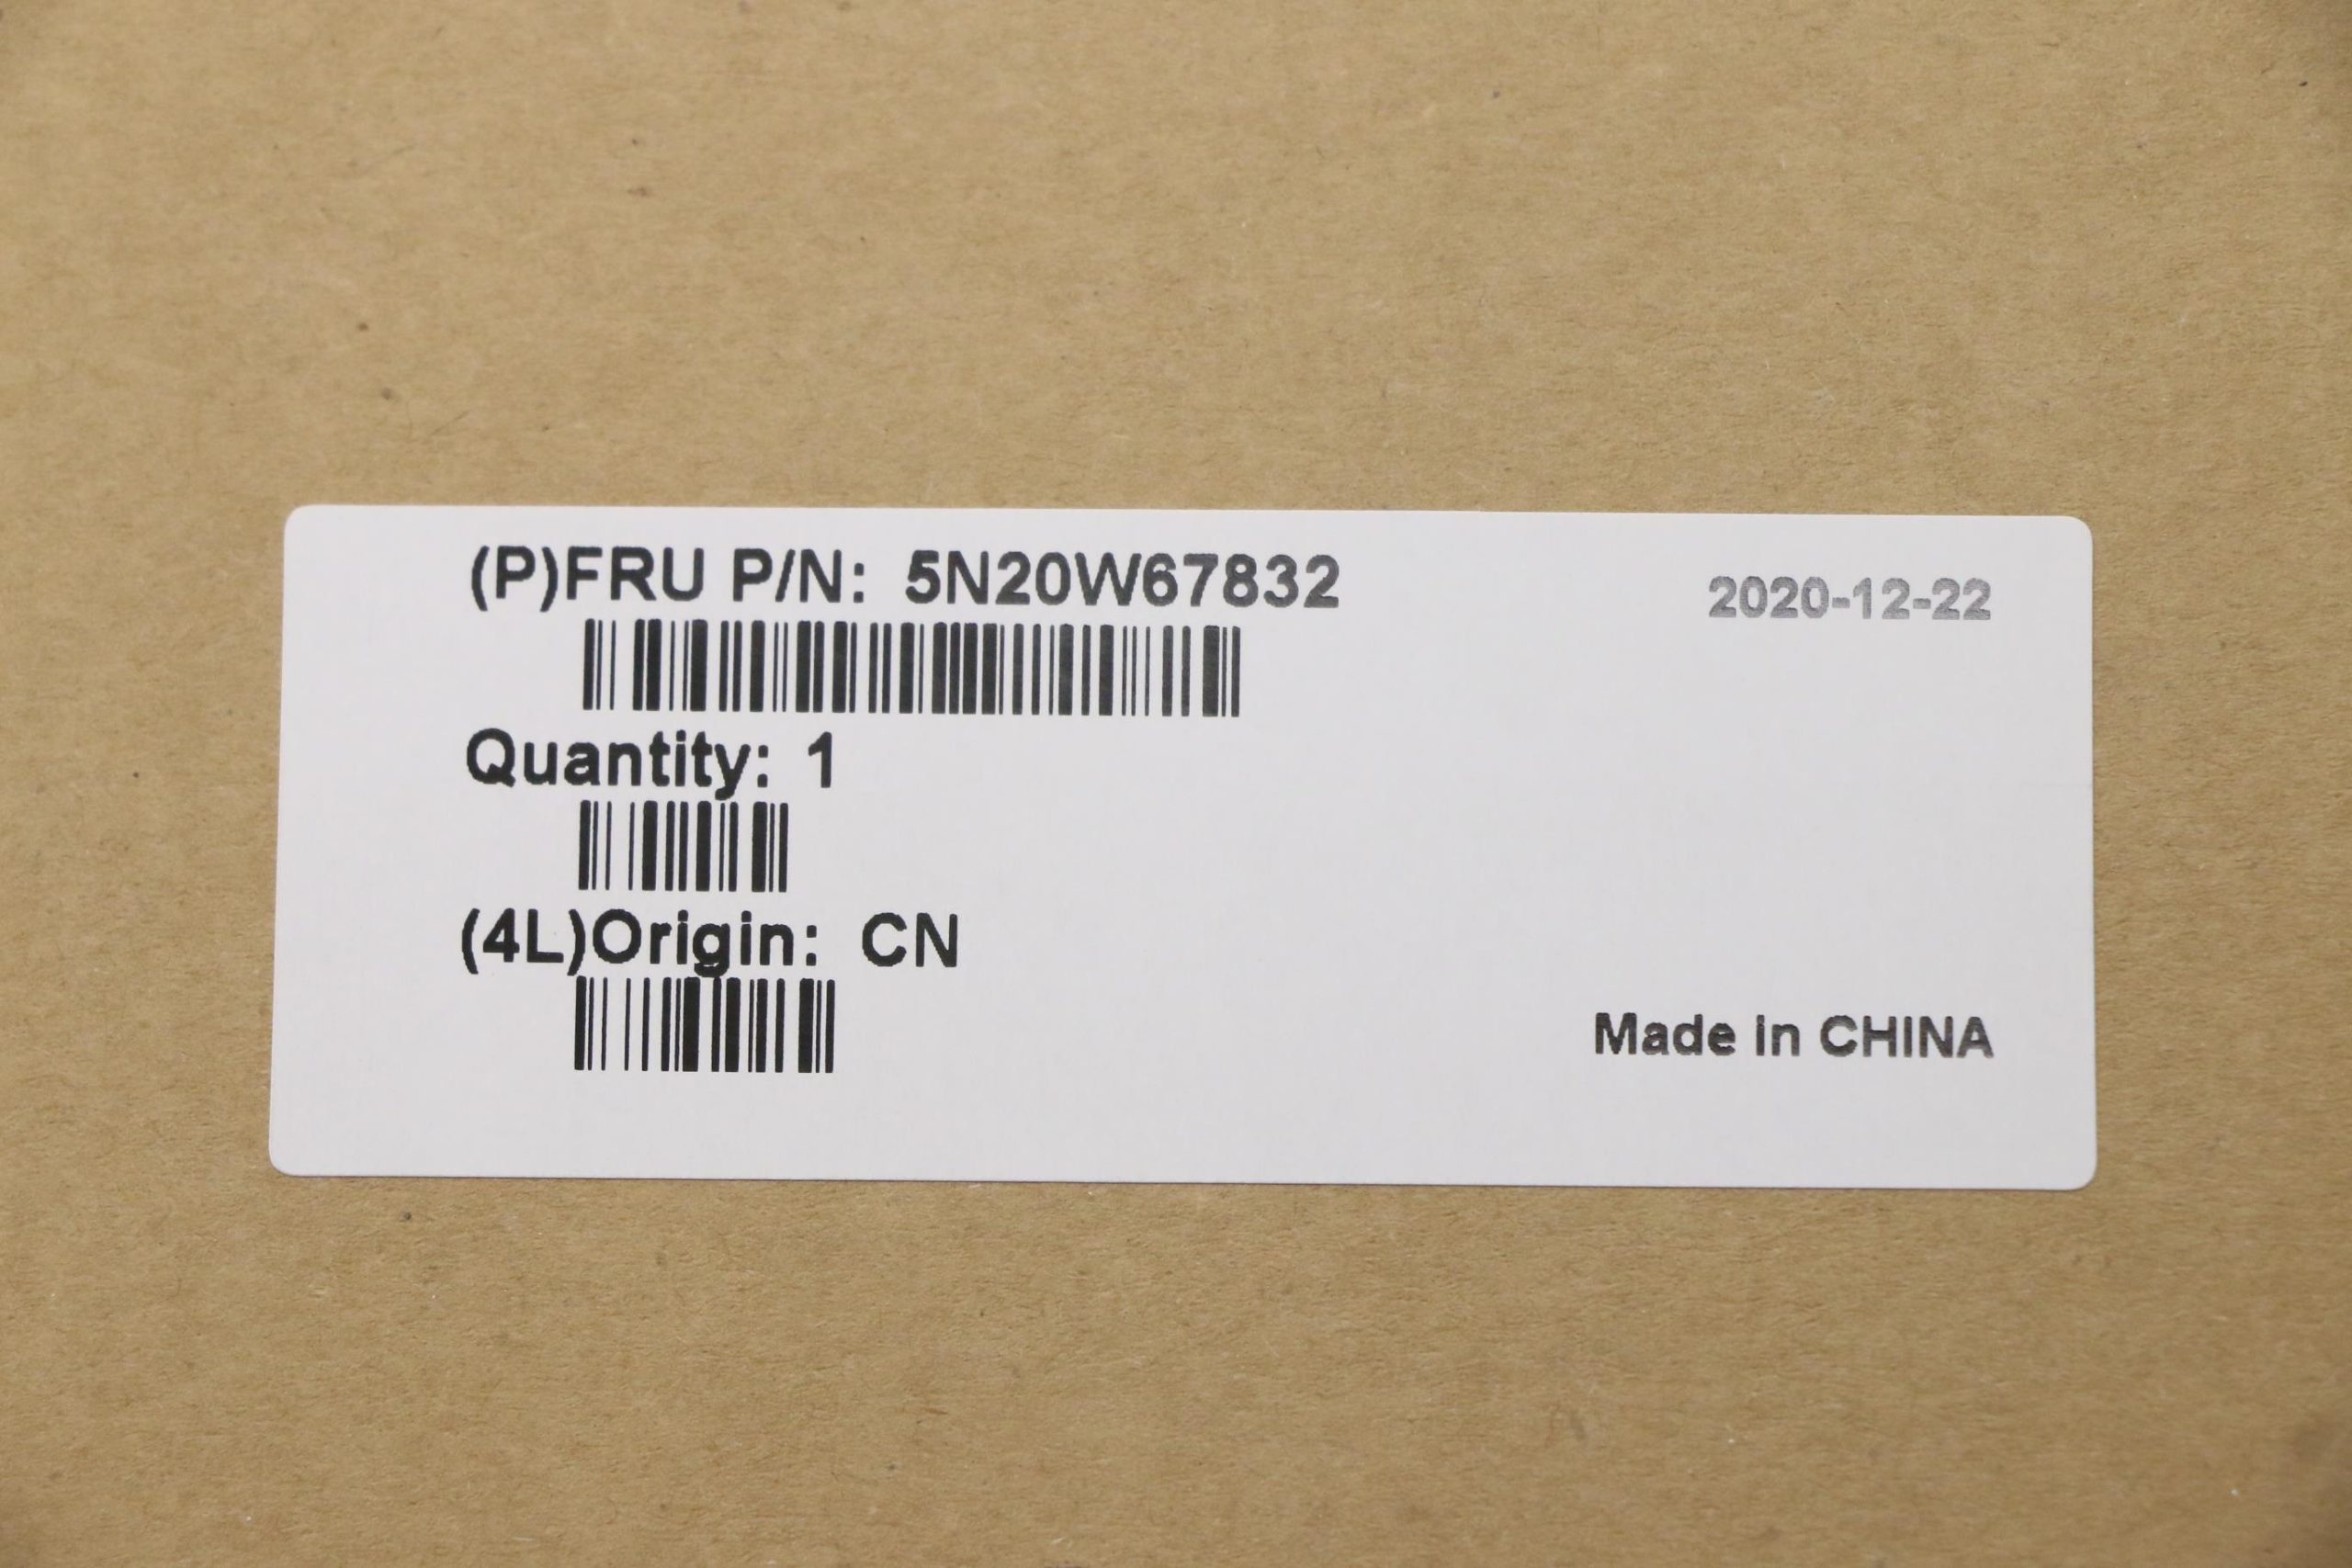 (P)FRU P/N: 5N20W67832
2020-12-22
Quantity: 1
(4L)Origin: CN
Made in CHINA